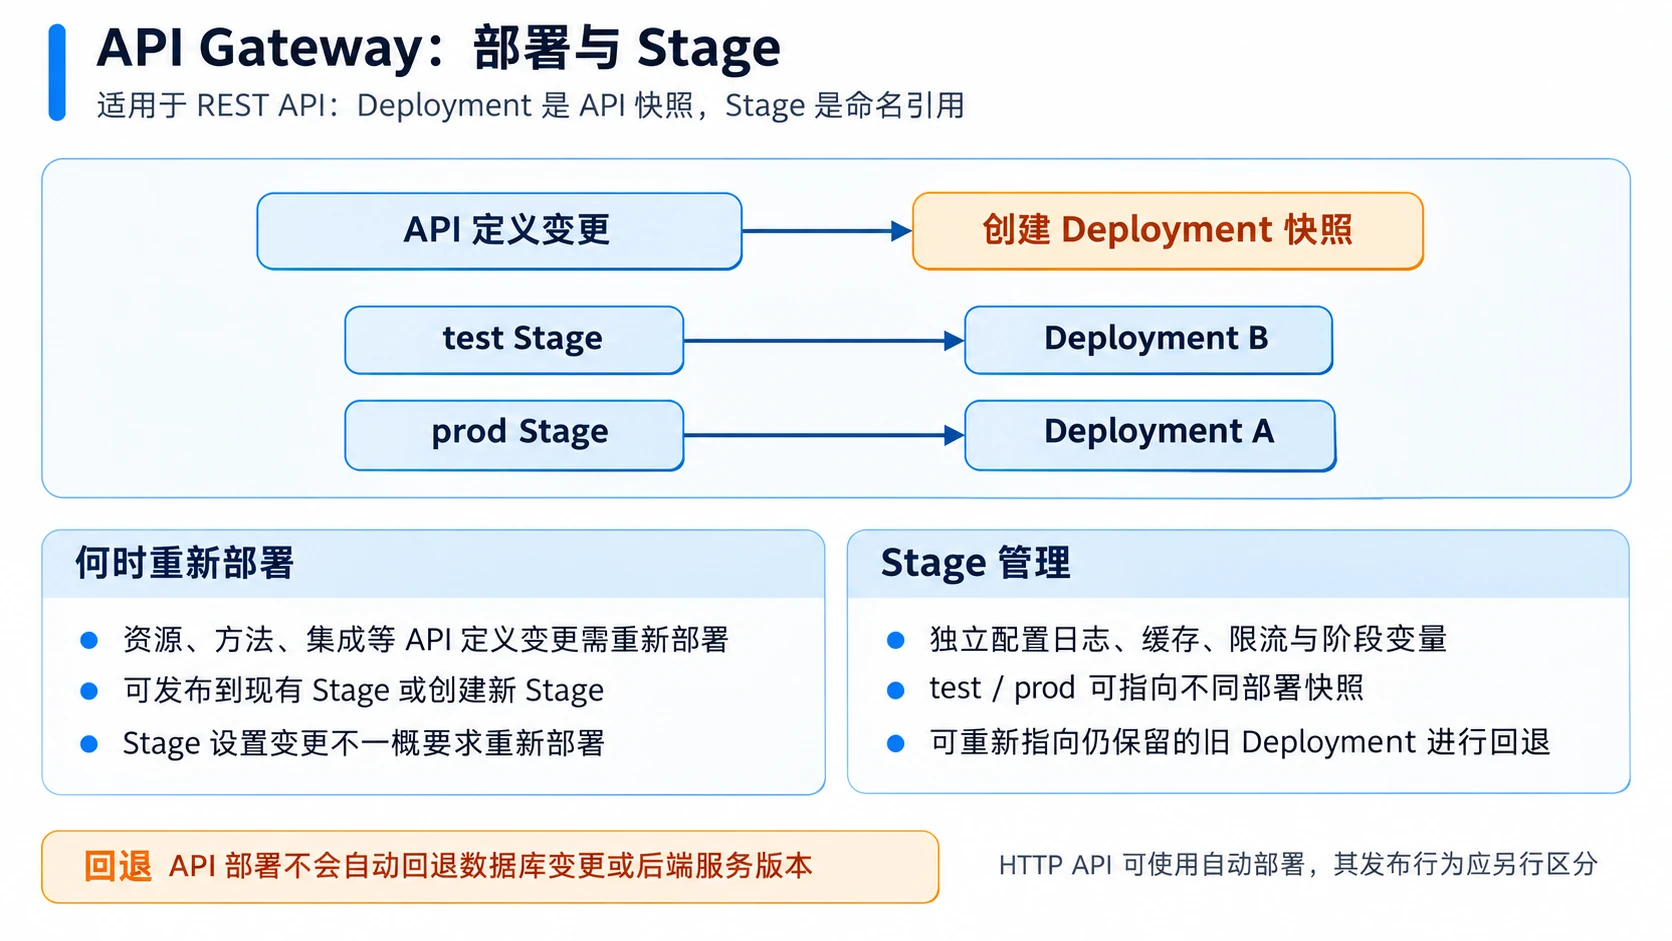 API Gateway：部署与 Stage
适用于 REST API：Deployment 是 API 快照，Stage 是命名引用
API 定义变更
创建 Deployment 快照
test Stage
Deployment B
prod Stage
Deployment A
何时重新部署
资源、方法、集成等 API 定义变更需重新部署
可发布到现有 Stage 或创建新 Stage
Stage 设置变更不一概要求重新部署
Stage 管理
独立配置日志、缓存、限流与阶段变量
test / prod 可指向不同部署快照
可重新指向仍保留的旧 Deployment 进行回退
回退 API 部署不会自动回退数据库变更或后端服务版本
HTTP API 可使用自动部署，其发布行为应另行区分